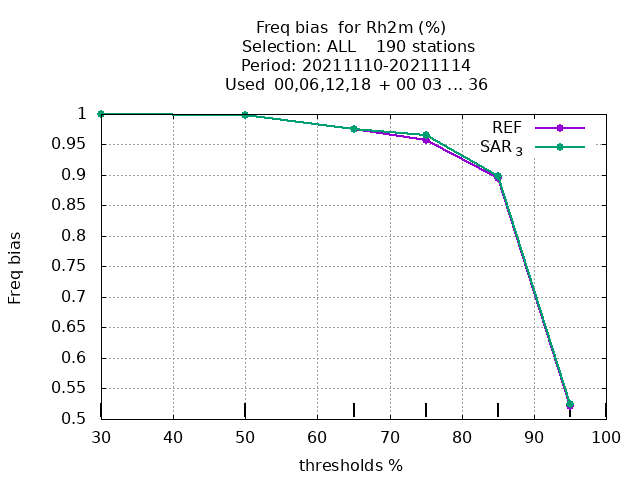 Freq bias for Rh2m (%)
Selection: ALL 190 stations
Period: 20211110-20211114
Used 00,06,12,18 + 00 03 ... 36
REF
SAR 3
1
0.95
0.9
0.85
0.8
0.75
0.7
0.65
0.6
0.55
0.5
Freq bias
30 40 50 60 70 80 90 100
thresholds %